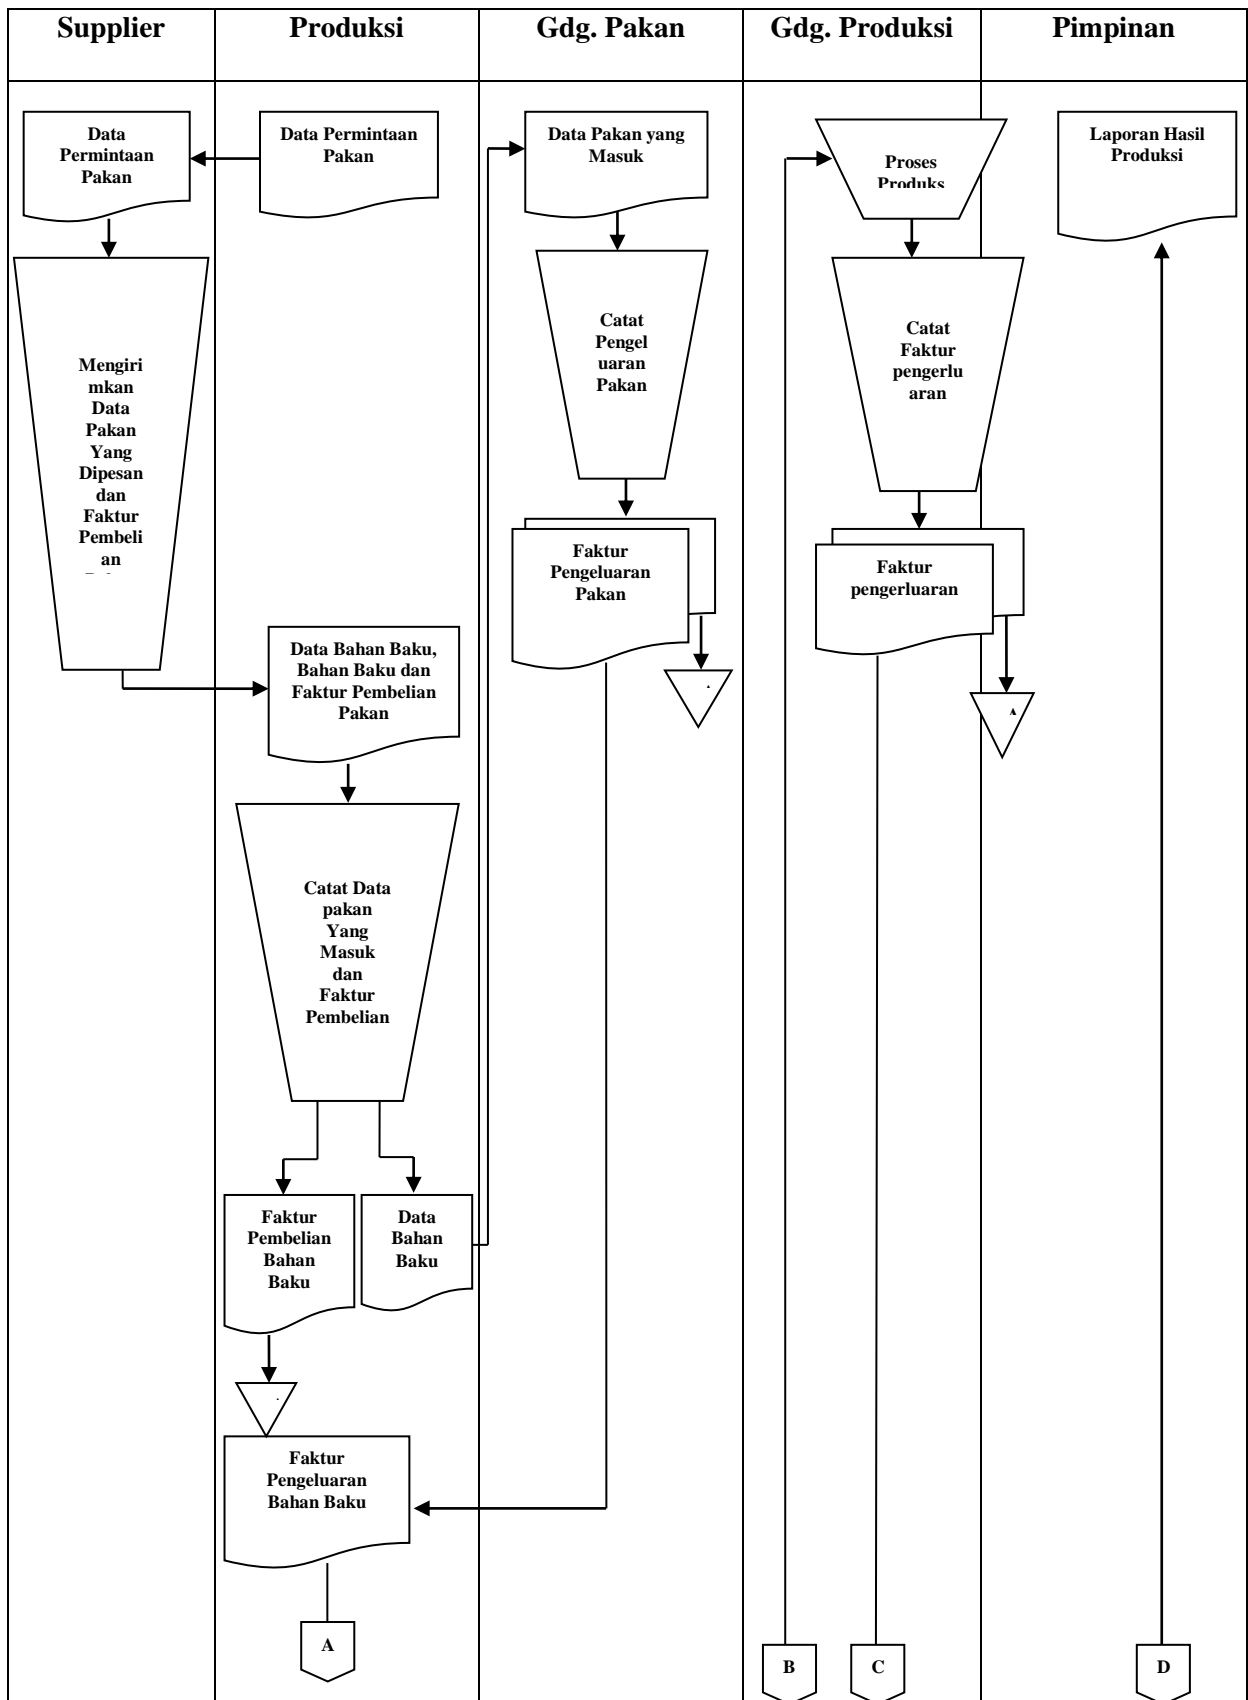 Supplier
Produksi
Gdg. Pakan
Gdg. Produksi
Pimpinan
Data
Permintaan
Pakan
Mengiri
mkan
Data
Pakan
Yang
Dipesan
dan
Faktur
Pembeli
an
Data Permintaan
Pakan
Data Bahan Baku,
Bahan Baku dan
Faktur Pembelian
Pakan
Catat Data
pakan
Yang
Masuk
dan
Faktur
Pembelian
Faktur
Pembelian
Bahan
Baku
Data
Bahan
Baku
Faktur
Pengeluaran
Bahan Baku
A
Data Pakan yang
Masuk
Catat
Pengel
uaran
Pakan
Faktur
Pengeluaran
Pakan
Proses
Produks
Catat
Faktur
pengerlu
aran
Faktur
pengerluaran
A
B
C
Laporan Hasil
Produksi
D